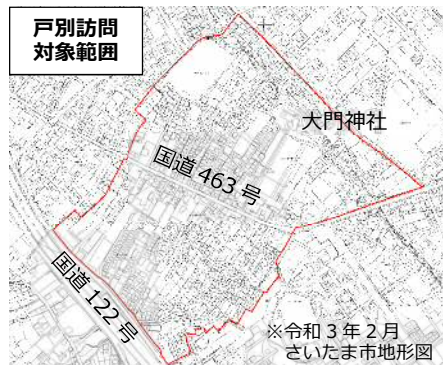 戸別訪問
対象範囲
大門神社
国道 463 号
国道 122 号
※令和 3 年 2 月
さいたま市地形図